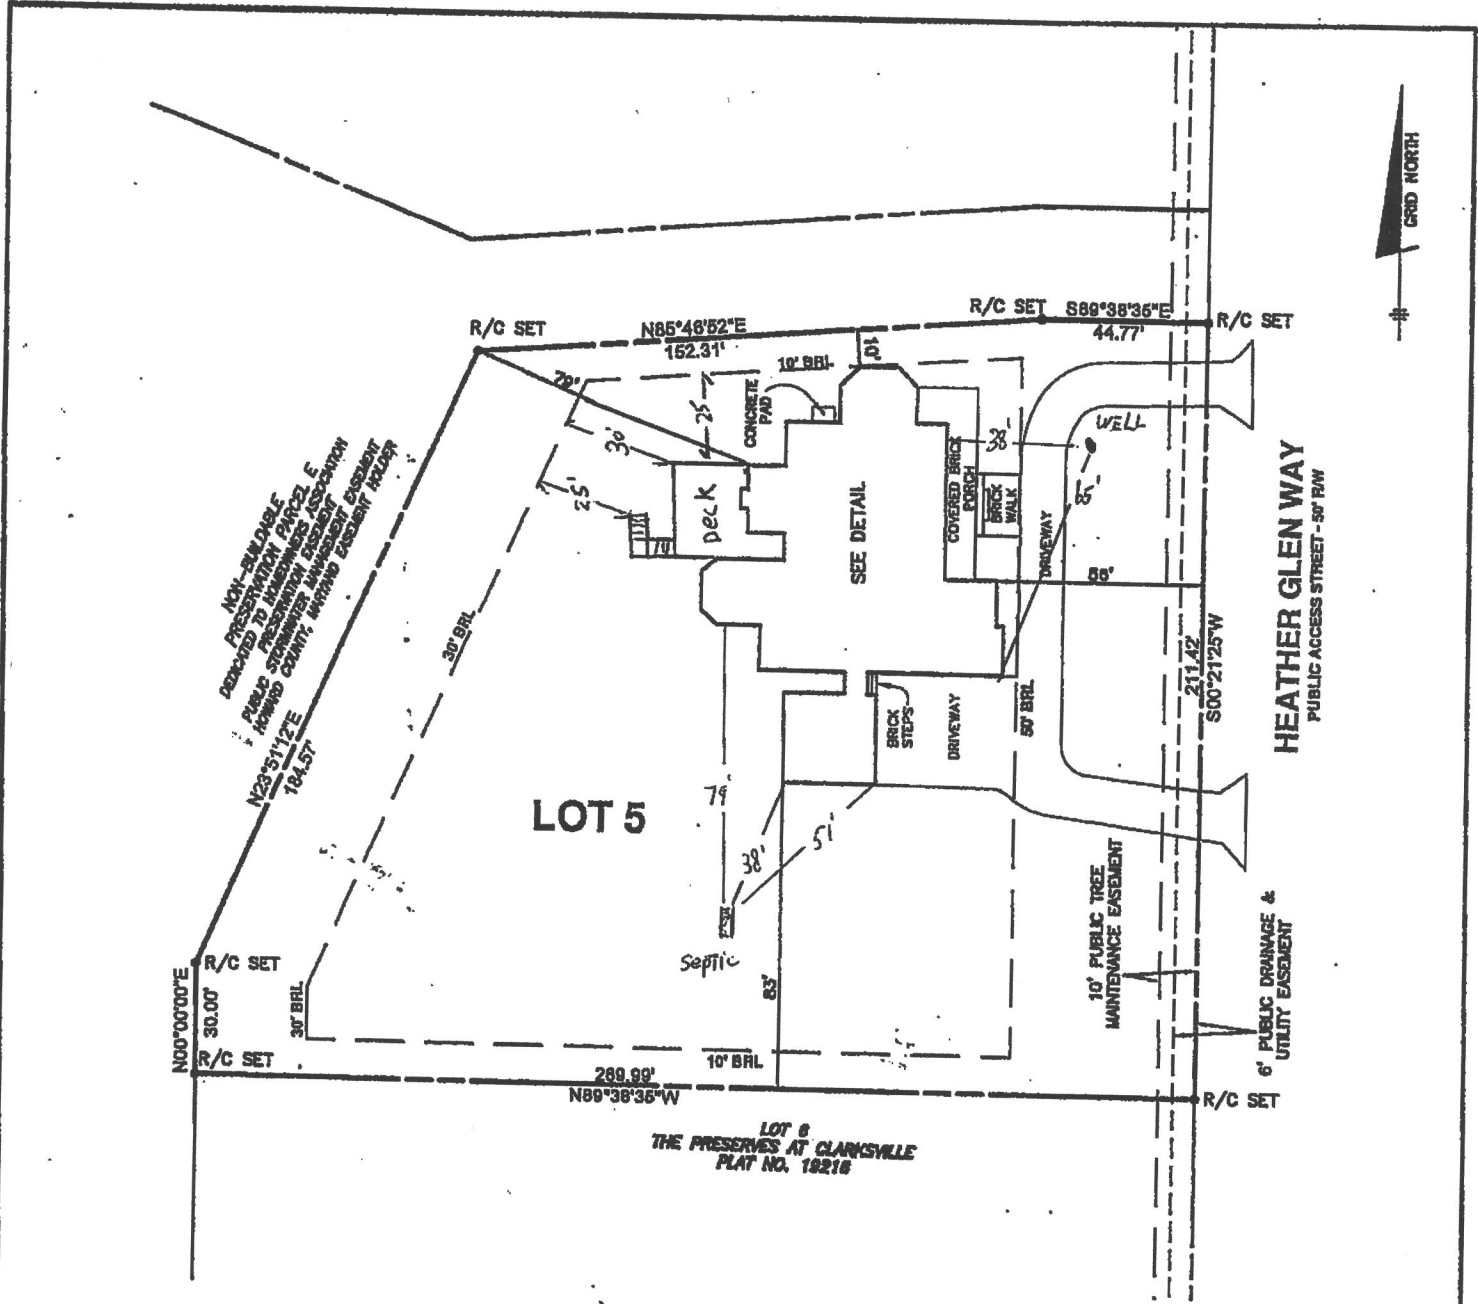 GRID NORTH
R/C SET
S89°38'35"E
44.77'
R/C SET
R/C SET
N85°46'52"E
152.31'
10'
10' BRL
79'
25'
CONCRETE
PAD
30'
25'
Deck
COVERED BRICK
PORCH
38'
WELL
65'
BRICK
WALK
DRIVEWAY
SEE DETAIL
NON-BUILDABLE
PRESERVATION PARCEL E
DEDICATED TO HOMEOWNERS ASSOCIATION
PRESERVATION EASEMENT
PUBLIC STORMWATER MANAGEMENT EASEMENT
HOWARD COUNTY, MARYLAND EASEMENT HOLDER
N23°51'12"E
184.57'
30' BRL
211.42'
S00°21'25"W
HEATHER GLEN WAY
PUBLIC ACCESS STREET - 50' R/W
BRICK
STEPS
DRIVEWAY
50' BRL
LOT 5
79'
38'
51'
Septic
83'
10' PUBLIC TREE
MAINTENANCE EASEMENT
6' PUBLIC DRAINAGE &
UTILITY EASEMENT
R/C SET
N00°00'00"E
30.00'
30' BRL
R/C SET
10' BRL
R/C SET
N89°38'35"W
LOT 6
THE PRESERVES AT CLARKSVILLE
PLAT NO.